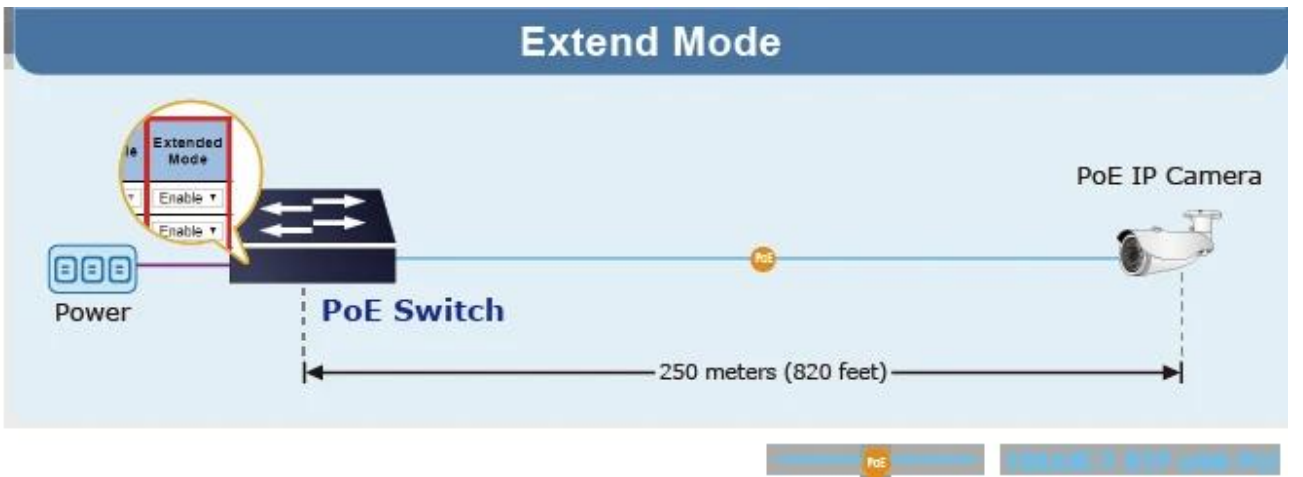 Extend Mode
Extended
Mode
Enable
Enable
PoE IP Camera
PoE
Power
PoE Switch
250 meters (820 feet)
PoE